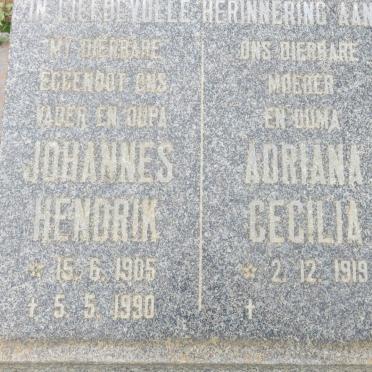 IN LIEFDEVOLLE HERINNERING AAN
MY DIERBARE
EGGENOOT ONS
VADER EN OUPA
JOHANNES
HENDRIK
* 15. 6. 1905
† 5. 5. 1990
ONS DIERBARE
MOEDER
EN OUMA
ADRIANA
CECILIA
* 2. 12. 1919
†